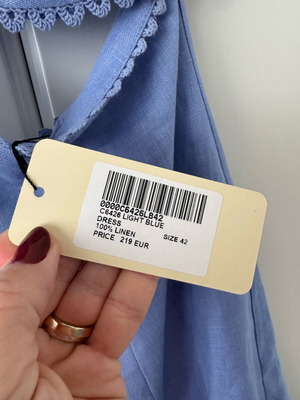 0000C6426LB42
C6426 LIGHT BLUE
DRESS
100% LINEN SIZE 42
PRICE 219 EUR